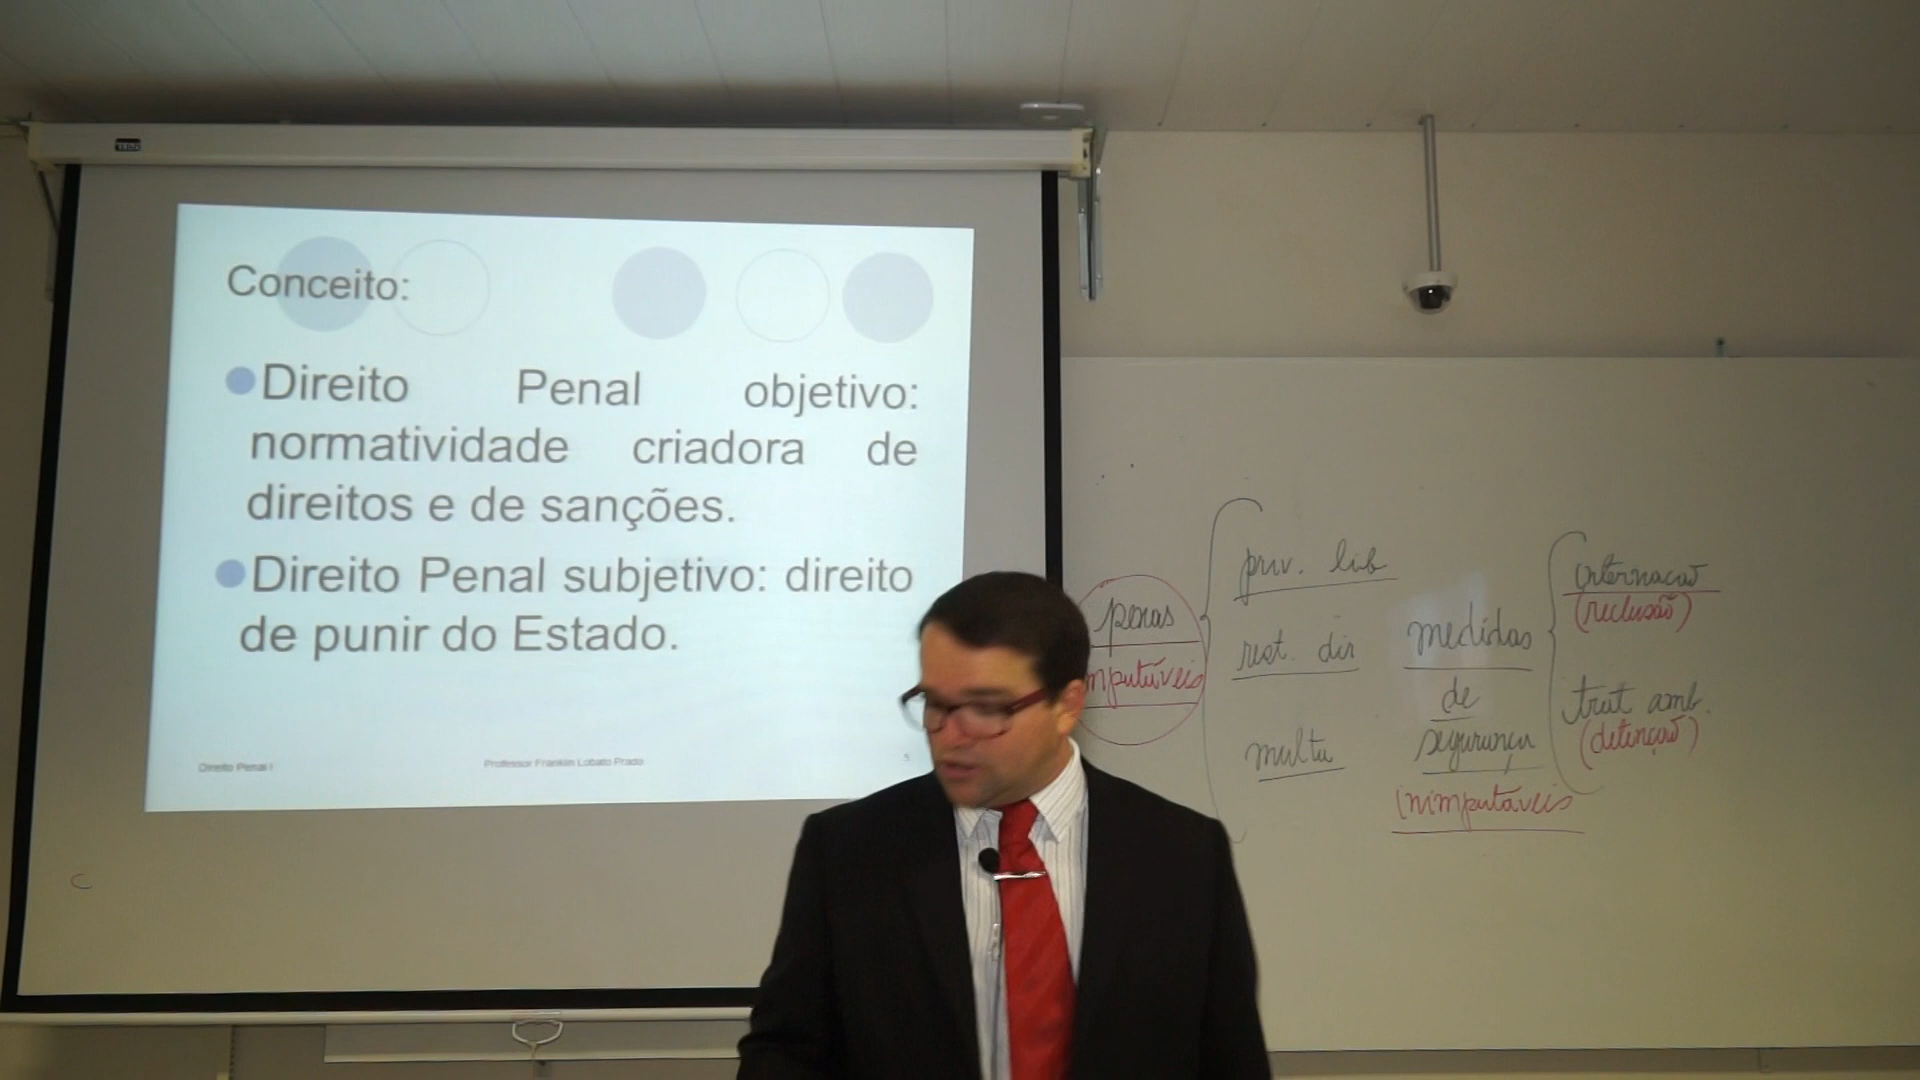 Conceito:
Direito Penal objetivo:
normatividade criadora de
direitos e de sanções.
Direito Penal subjetivo: direito
de punir do Estado.
Direito Penal I
Professor Franklin Lobato Prado
5
penas
mputáveis
priv. lib
rest. dir
multa
medidas
de
segurança
inimputáveis
internação
(reclusão)
trat amb.
(detenção)